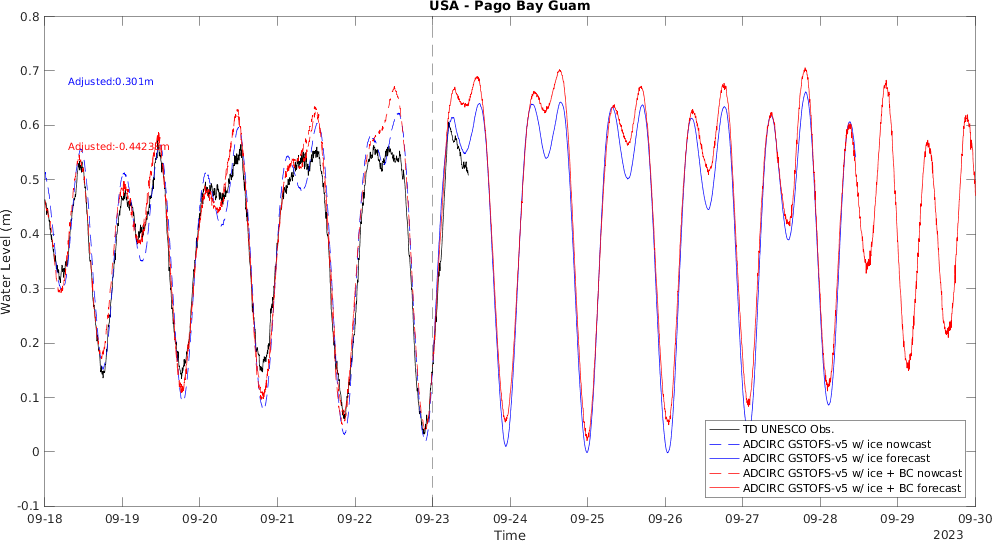 USA - Pago Bay Guam
0.8
0.7
Adjusted:0.301m
0.6
Adjusted:-0.4423m
0.5
0.4
Water Level (m)
0.3
0.2
0.1
TD UNESCO Obs.
ADCIRC GSTOFS-v5 w/ ice nowcast
0
ADCIRC GSTOFS-v5 w/ ice forecast
ADCIRC GSTOFS-v5 w/ ice + BC nowcast
ADCIRC GSTOFS-v5 w/ ice + BC forecast
-0.1
09-18 09-19 09-20 09-21 09-22 09-23 09-24 09-25 09-26 09-27 09-28 09-29 09-30
Time
2023